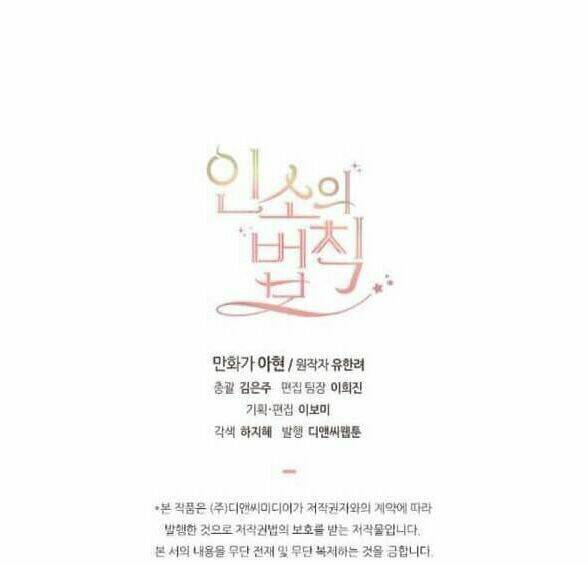 인소의
법칙
만화가 아현 / 원작자 유한려
총괄 김은주 편집 팀장 이희진
기획·편집 이보미
각색 하지혜 발행 디앤씨웹툰
*본 작품은 (주)디앤씨미디어가 저작권자와의 계약에 따라
발행한 것으로 저작권법의 보호를 받는 저작물입니다.
본 서의 내용을 무단 전재 및 무단 복제하는 것을 금합니다.